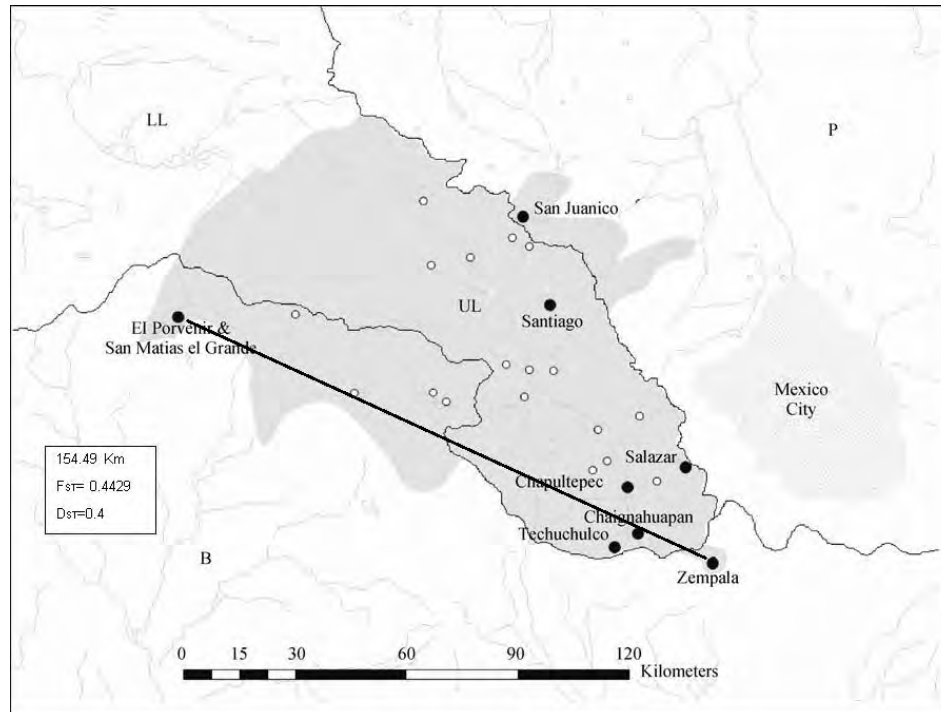 LL
P
San Juanico
UL
Santiago
El Porvenir &
San Matias el Grande
Mexico
City
154.49 Km
FST= 0.4429
DST=0.4
Salazar
Chapultepec
Chaignahuapan
Techuchulco
B
Zempala
0 15 30 60 90 120
Kilometers